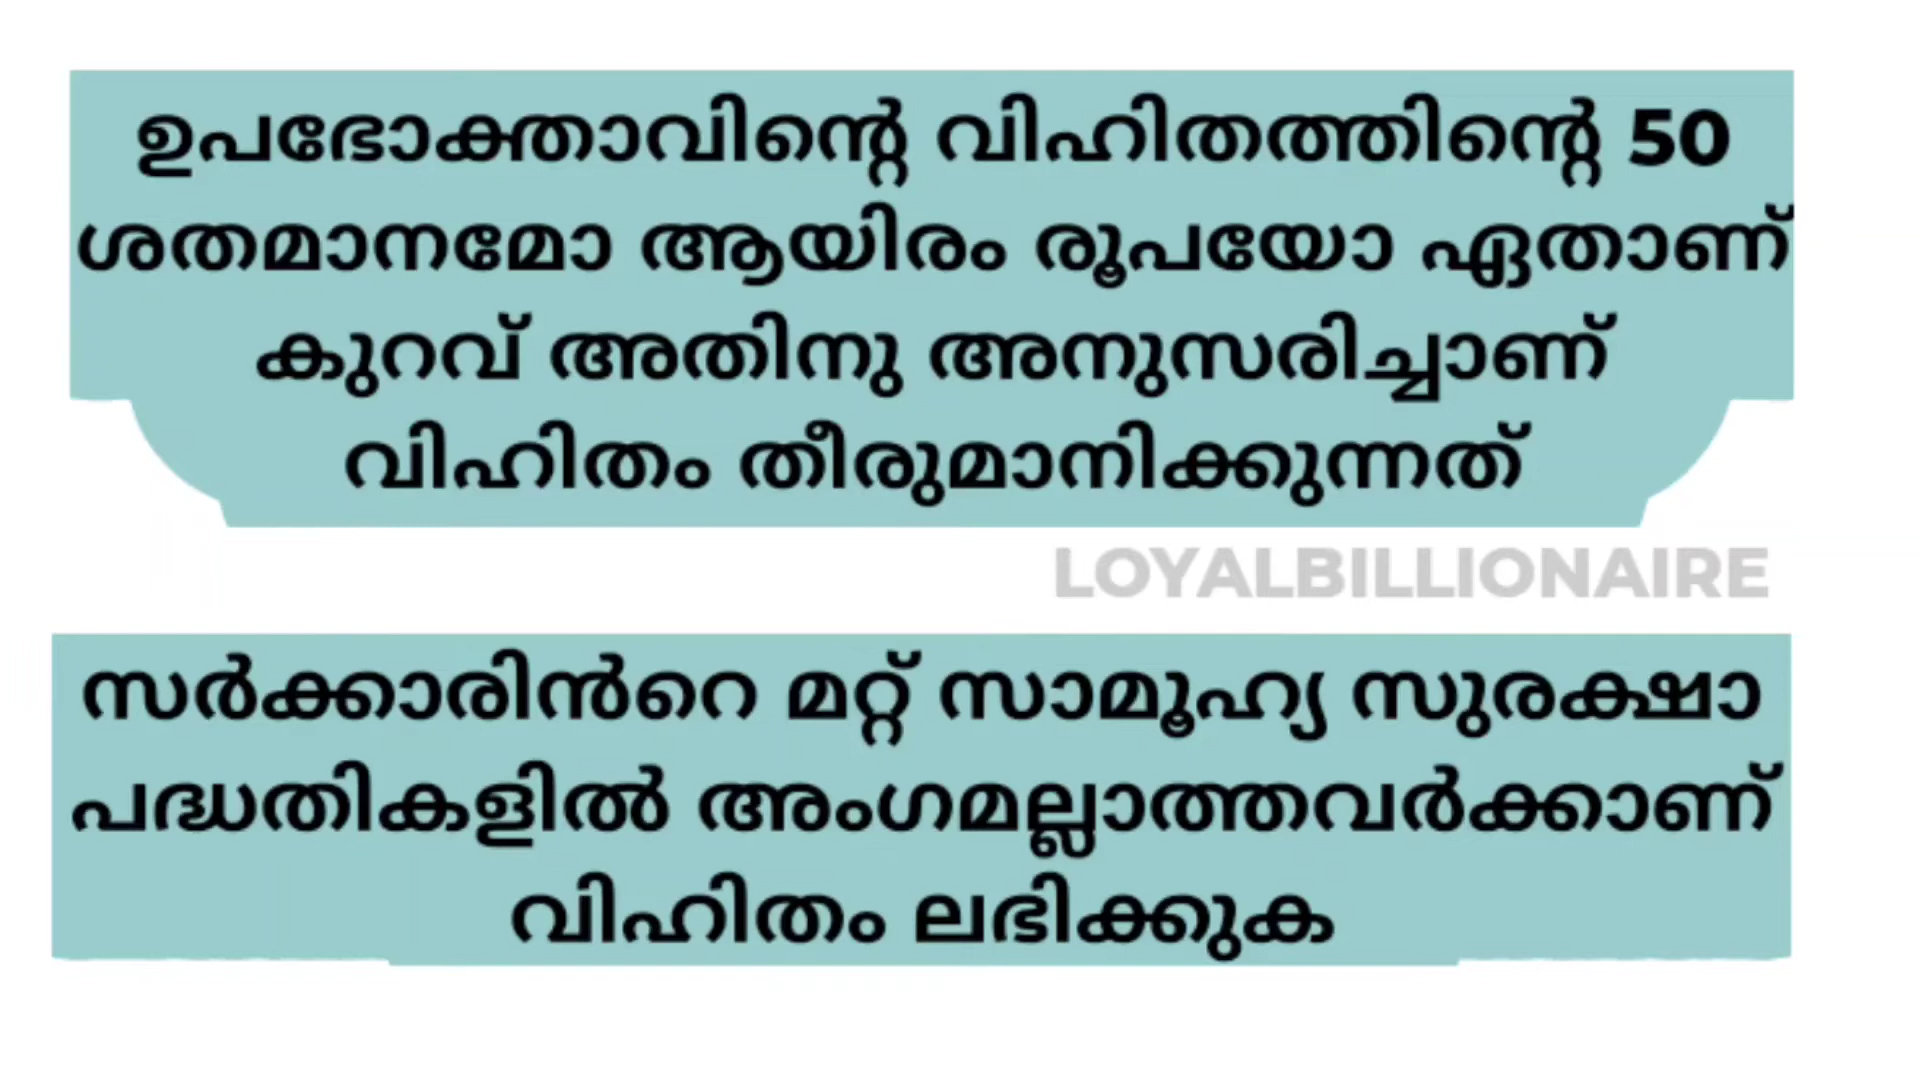 ഉപഭോക്താവിന്റെ വിഹിതത്തിന്റെ 50
ശതമാനമോ ആയിരം രൂപയോ ഏതാണ്
കുറവ് അതിനു അനുസരിച്ചാണ്
വിഹിതം തീരുമാനിക്കുന്നത്
LOYALBILLIONAIRE
സർക്കാരിൻറെ മറ്റ് സാമൂഹ്യ സുരക്ഷാ
പദ്ധതികളിൽ അംഗമല്ലാത്തവർക്കാണ്
വിഹിതം ലഭിക്കുക